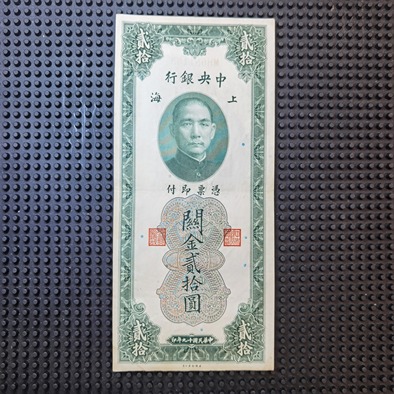 貳拾 貳拾
中央銀行
上海
憑票即付
關金貳拾圓
貳拾 貳拾
中華民國十九年印